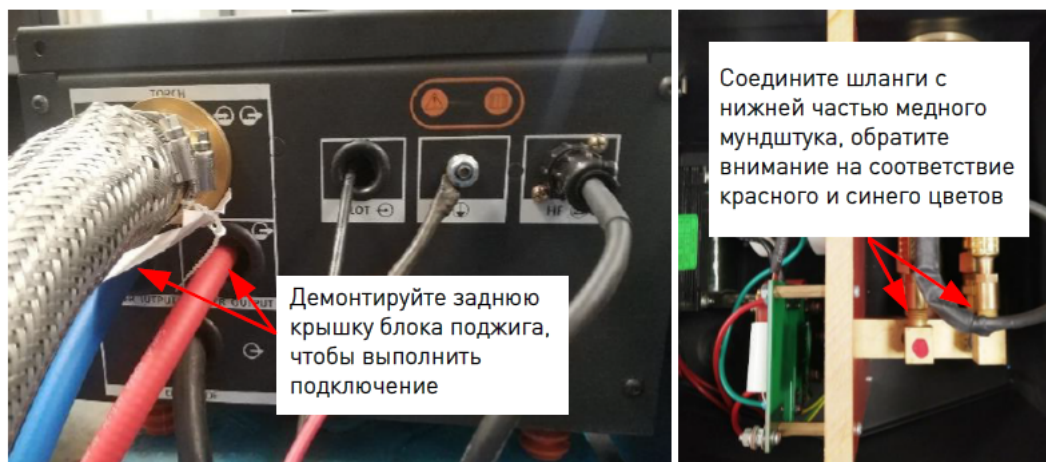 TORCH
HF
Демонтируйте заднюю
крышку блока поджига,
чтобы выполнить
подключение
Соедините шланги с
нижней частью медного
мундштука, обратите
внимание на соответствие
красного и синего цветов